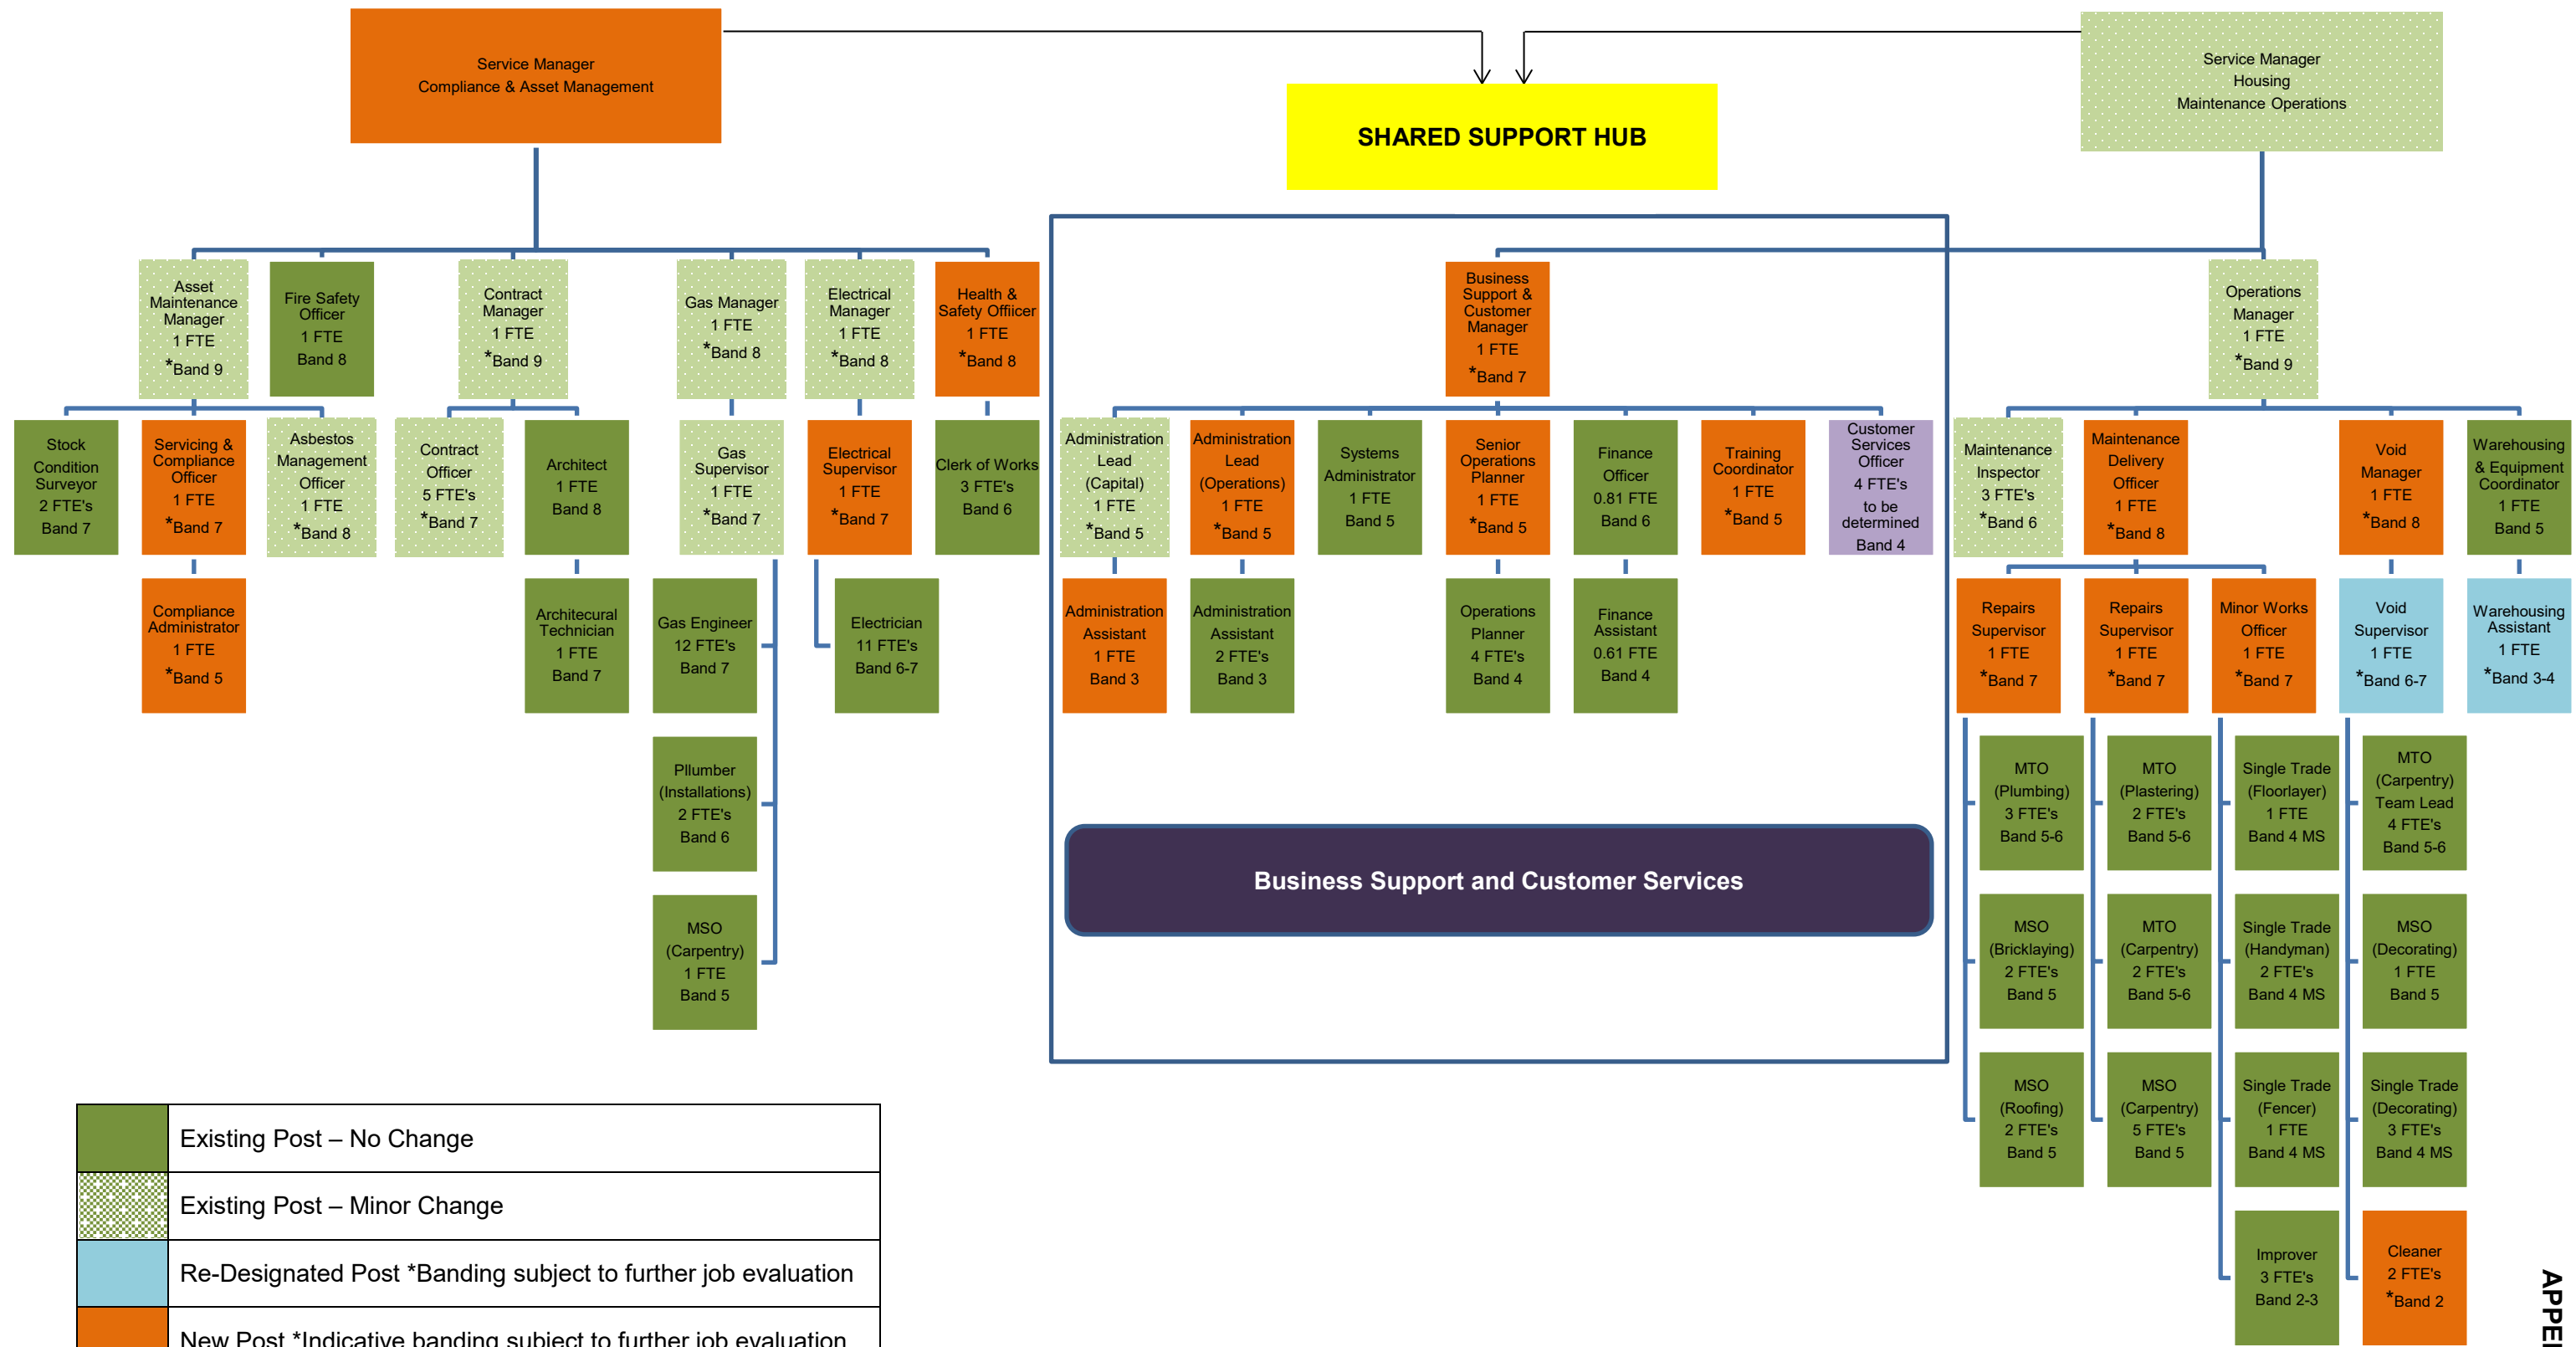 Service Manager
Compliance & Asset Management
SHARED SUPPORT HUB
Service Manager
Housing
Maintenance Operations
Asset
Maintenance
Manager
1 FTE
*Band 9
Fire Safety
Officer
1 FTE
Band 8
Contract
Manager
1 FTE
*Band 9
Gas Manager
1 FTE
*Band 8
Electrical
Manager
1 FTE
*Band 8
Health &
Safety Offiicer
1 FTE
*Band 8
Business
Support &
Customer
Manager
1 FTE
*Band 7
Operations
Manager
1 FTE
*Band 9
Stock
Condition
Surveyor
2 FTE's
Band 7
Servicing &
Compliance
Officer
1 FTE
*Band 7
Asbestos
Management
Officer
1 FTE
*Band 8
Contract
Officer
5 FTE's
*Band 7
Architect
1 FTE
Band 8
Gas
Supervisor
1 FTE
*Band 7
Electrical
Supervisor
1 FTE
*Band 7
Clerk of Works
3 FTE's
Band 6
Administration
Lead
(Capital)
1 FTE
*Band 5
Administration
Lead
(Operations)
1 FTE
*Band 5
Systems
Administrator
1 FTE
Band 5
Senior
Operations
Planner
1 FTE
*Band 5
Finance
Officer
0.81 FTE
Band 6
Training
Coordinator
1 FTE
*Band 5
Customer
Services
Officer
4 FTE's
to be
determined
Band 4
Maintenance
Inspector
3 FTE's
*Band 6
Maintenance
Delivery
Officer
1 FTE
*Band 8
Void
Manager
1 FTE
*Band 8
Warehousing
& Equipment
Coordinator
1 FTE
Band 5
Compliance
Administrator
1 FTE
*Band 5
Architecural
Technician
1 FTE
Band 7
Gas Engineer
12 FTE's
Band 7
Electrician
11 FTE's
Band 6-7
Administration
Assistant
1 FTE
Band 3
Administration
Assistant
2 FTE's
Band 3
Operations
Planner
4 FTE's
Band 4
Finance
Assistant
0.61 FTE
Band 4
Repairs
Supervisor
1 FTE
*Band 7
Repairs
Supervisor
1 FTE
*Band 7
Minor Works
Officer
1 FTE
*Band 7
Void
Supervisor
1 FTE
*Band 6-7
Warehousing
Assistant
1 FTE
*Band 3-4
Pllumber
(Installations)
2 FTE's
Band 6
MTO
(Plumbing)
3 FTE's
Band 5-6
MTO
(Plastering)
2 FTE's
Band 5-6
Single Trade
(Floorlayer)
1 FTE
Band 4 MS
MTO
(Carpentry)
Team Lead
4 FTE's
Band 5-6
Business Support and Customer Services
MSO
(Carpentry)
1 FTE
Band 5
MSO
(Bricklaying)
2 FTE's
Band 5
MTO
(Carpentry)
2 FTE's
Band 5-6
Single Trade
(Handyman)
2 FTE's
Band 4 MS
MSO
(Decorating)
1 FTE
Band 5
MSO
(Roofing)
2 FTE's
Band 5
MSO
(Carpentry)
5 FTE's
Band 5
Single Trade
(Fencer)
1 FTE
Band 4 MS
Single Trade
(Decorating)
3 FTE's
Band 4 MS
Improver
3 FTE's
Band 2-3
Cleaner
2 FTE's
*Band 2
Existing Post – No Change
Existing Post – Minor Change
Re-Designated Post *Banding subject to further job evaluation
New Post *Indicative banding subject to further job evaluation